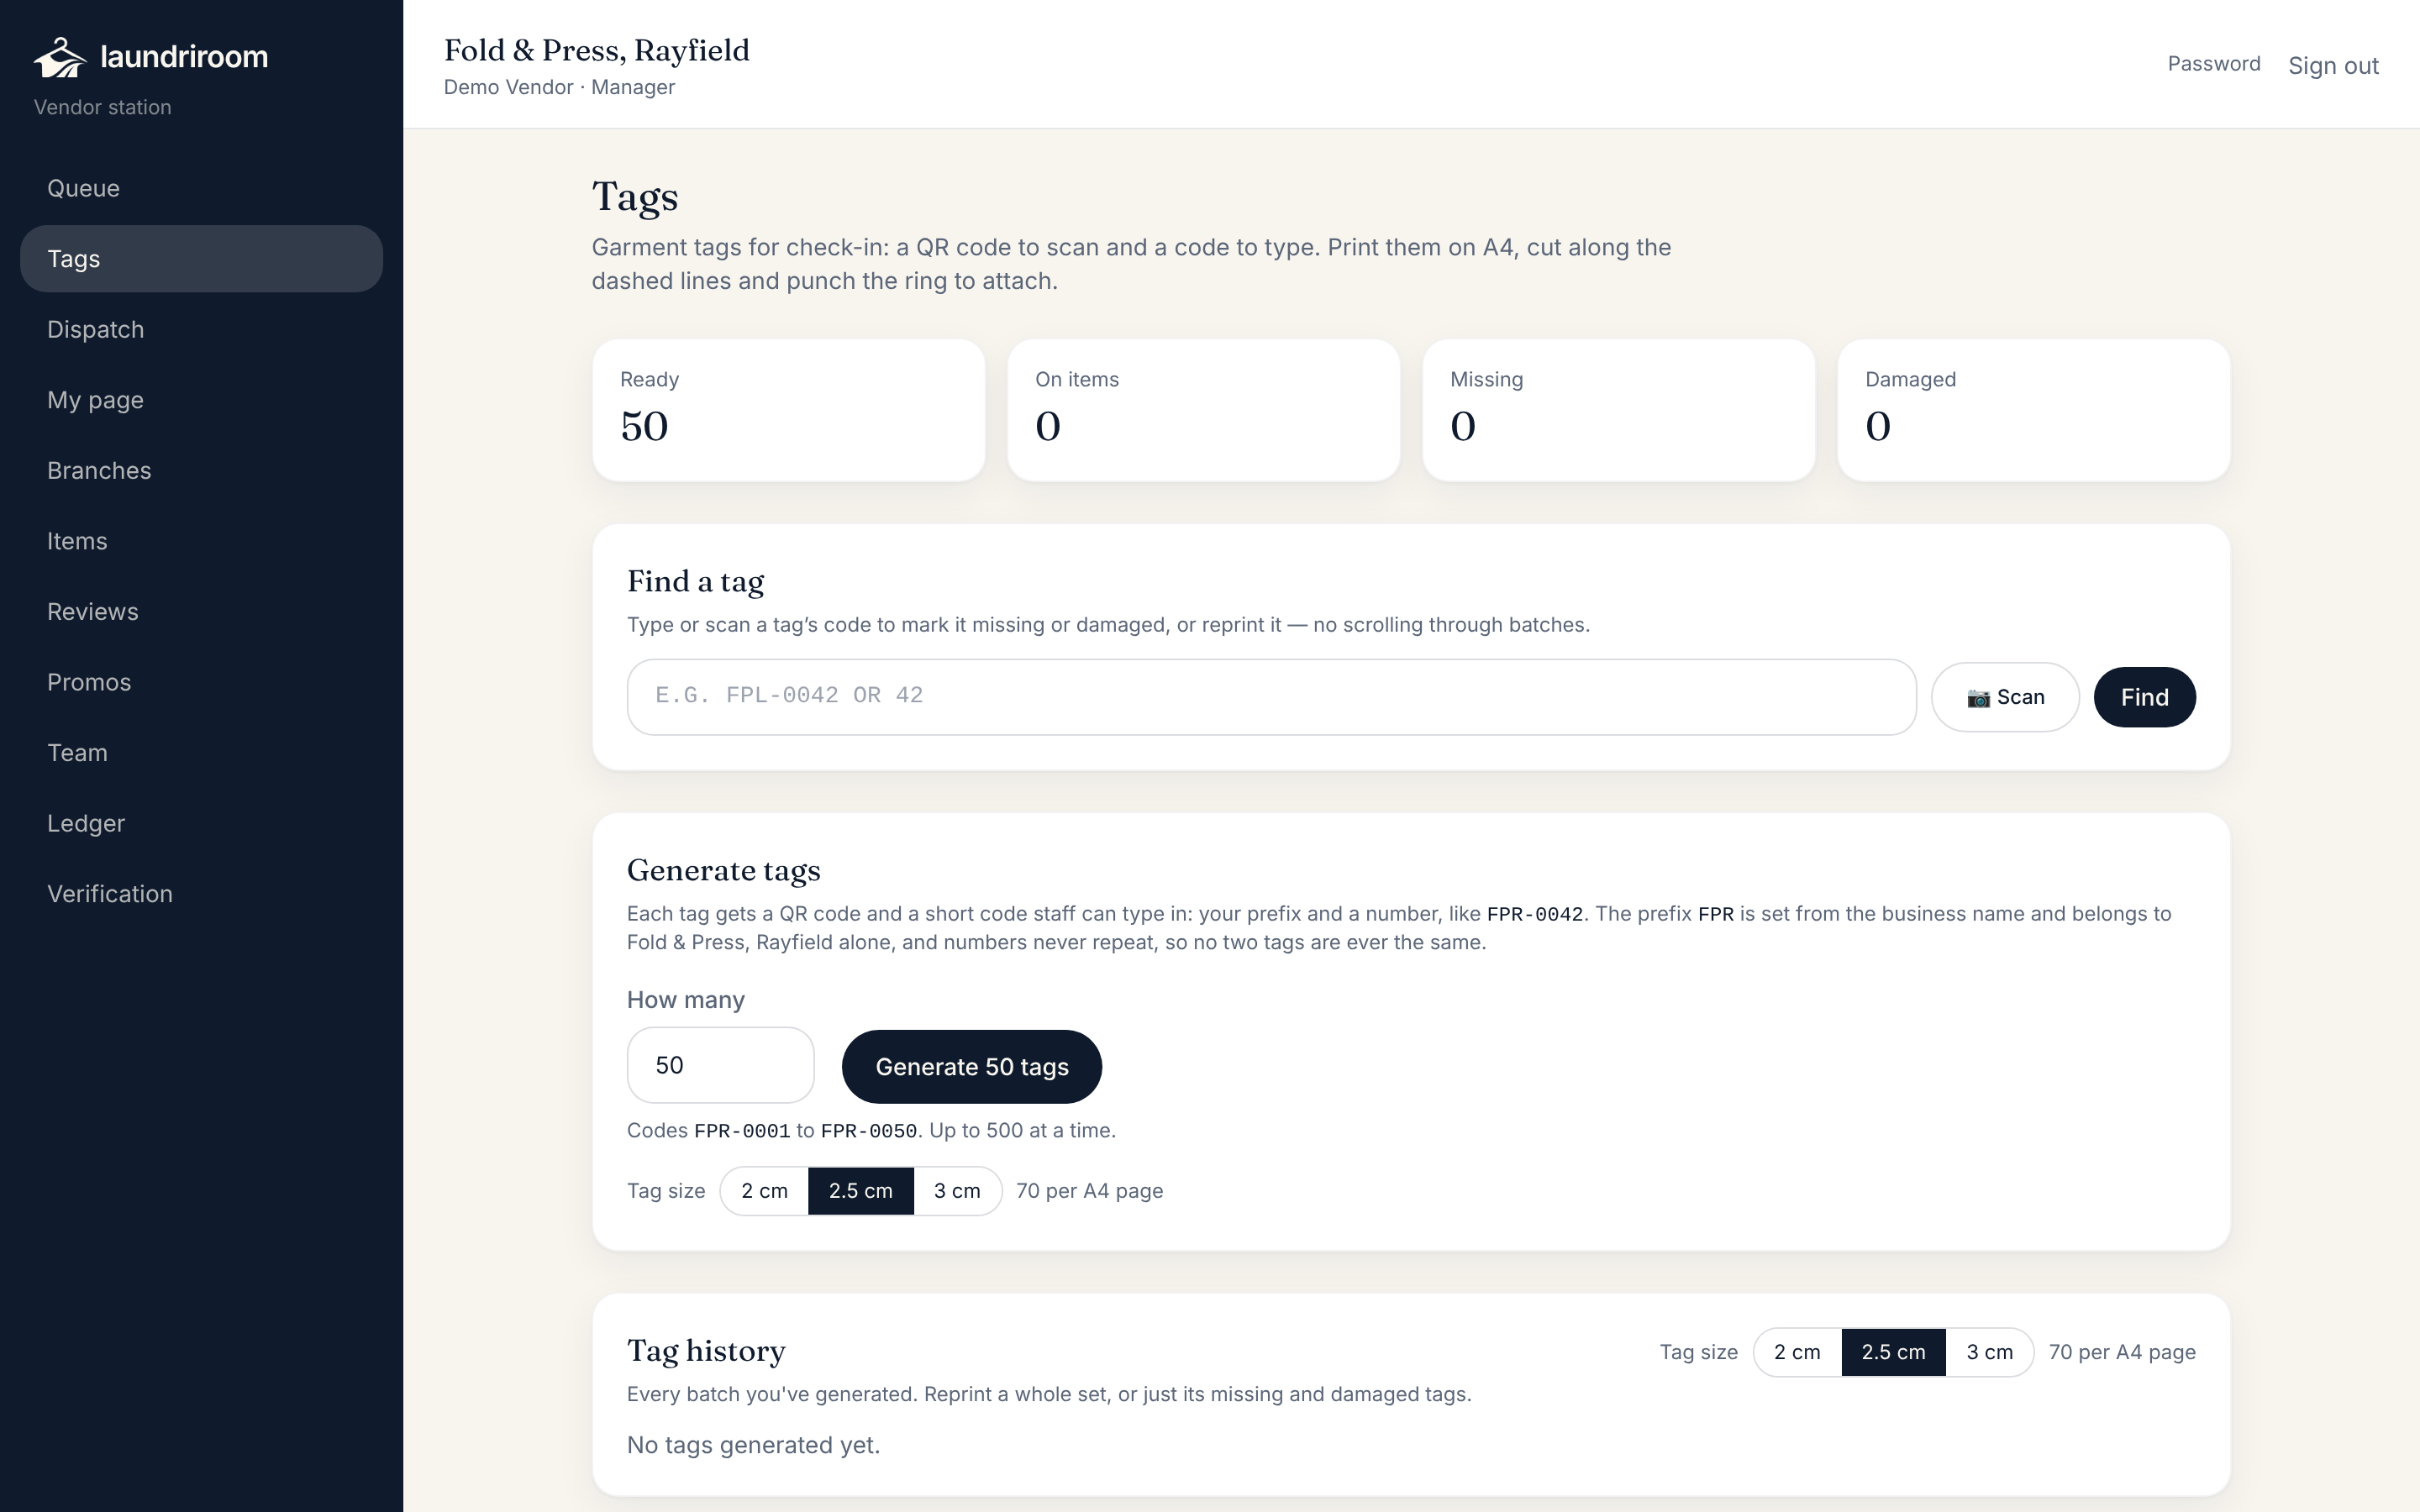 laundriroom
Vendor station
Queue
Tags
Dispatch
My page
Branches
Items
Reviews
Promos
Team
Ledger
Verification
Fold & Press, Rayfield
Demo Vendor · Manager
Password
Sign out
Tags
Garment tags for check-in: a QR code to scan and a code to type. Print them on A4, cut along the
dashed lines and punch the ring to attach.
Ready
50
On items
0
Missing
0
Damaged
0
Find a tag
Type or scan a tag’s code to mark it missing or damaged, or reprint it — no scrolling through batches.
E.G. FPL-0042 OR 42
📷 Scan
Find
Generate tags
Each tag gets a QR code and a short code staff can type in: your prefix and a number, like FPR-0042. The prefix FPR is set from the business name and belongs to
Fold & Press, Rayfield alone, and numbers never repeat, so no two tags are ever the same.
How many
50
Generate 50 tags
Codes FPR-0001 to FPR-0050. Up to 500 at a time.
Tag size 2 cm 2.5 cm 3 cm 70 per A4 page
Tag history
Tag size 2 cm 2.5 cm 3 cm 70 per A4 page
Every batch you've generated. Reprint a whole set, or just its missing and damaged tags.
No tags generated yet.